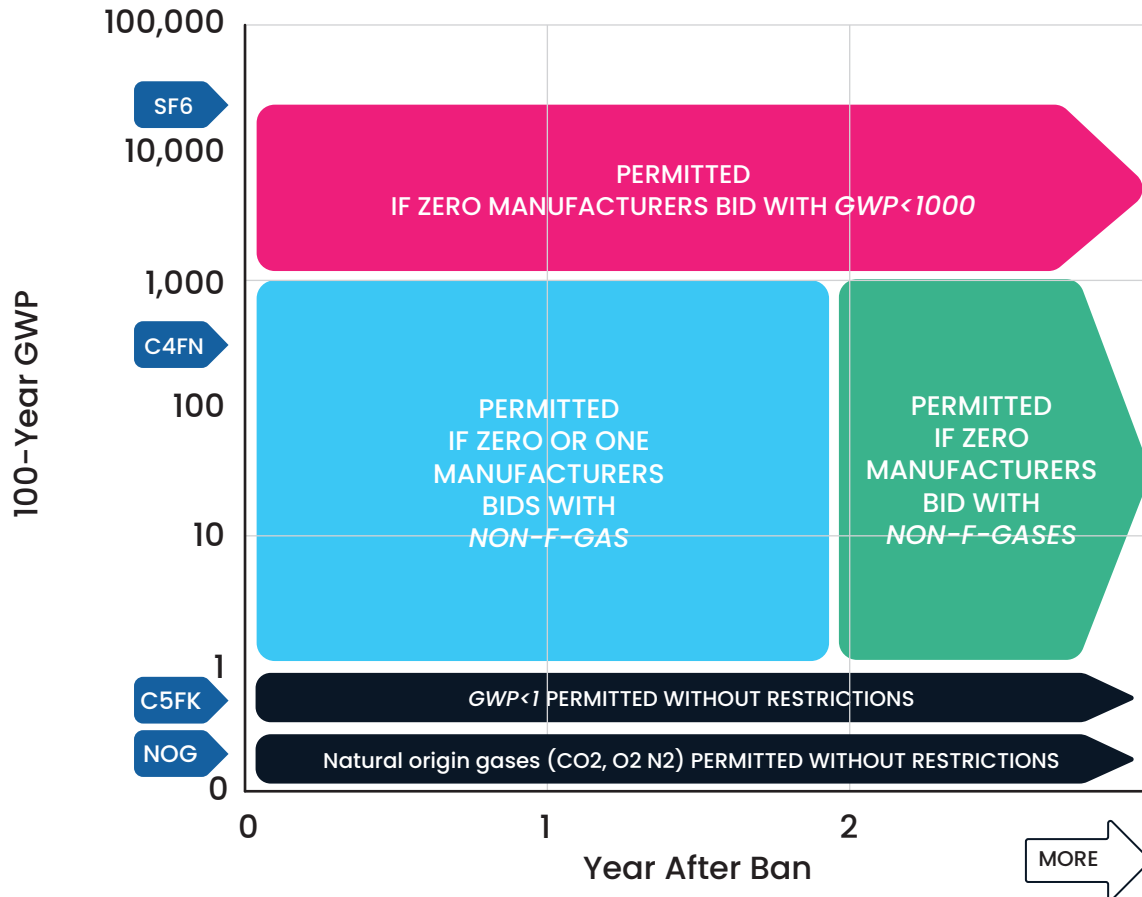 100,000
SF6
10,000
PERMITTED
IF ZERO MANUFACTURERS BID WITH GWP<1000
1,000
100-Year GWP
C4FN
100
PERMITTED
IF ZERO OR ONE
MANUFACTURERS
BIDS WITH
NON-F-GAS
PERMITTED
IF ZERO
MANUFACTURERS
BID WITH
NON-F-GASES
10
1
C5FK
GWP<1 PERMITTED WITHOUT RESTRICTIONS
NOG
Natural origin gases (CO2, O2 N2) PERMITTED WITHOUT RESTRICTIONS
0
0 1 2
Year After Ban
MORE